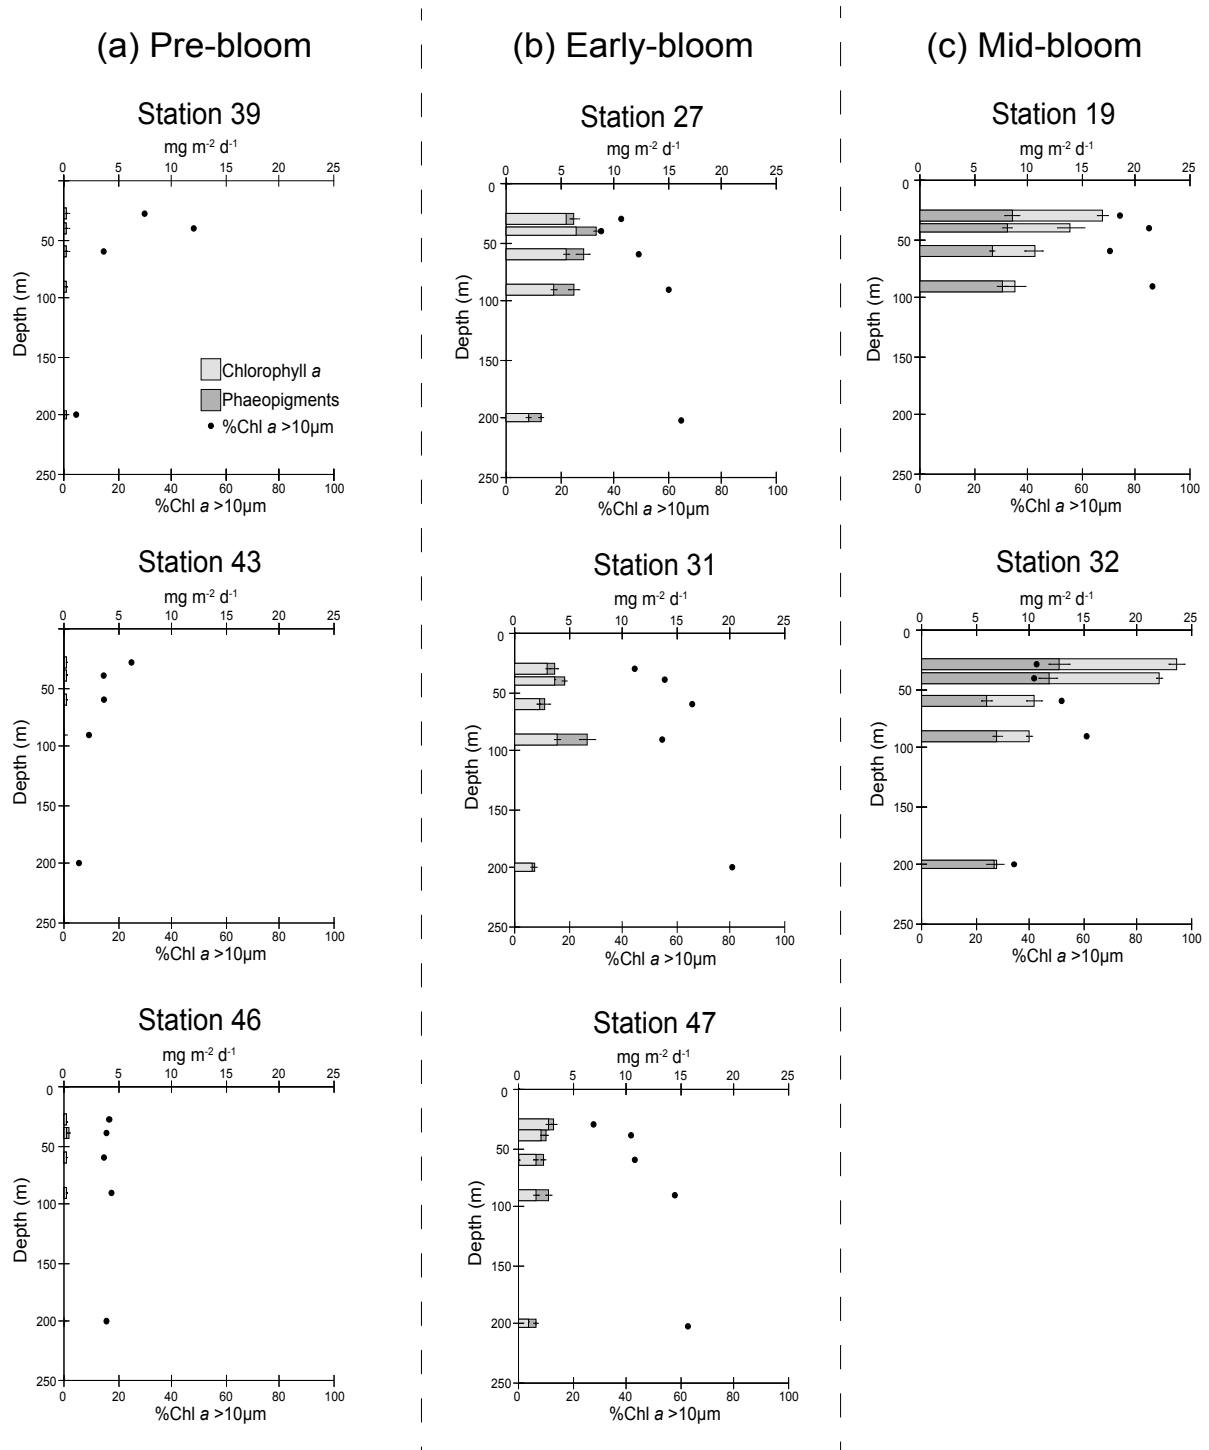 (a) Pre-bloom
Station 39
mg m-2 d-1
0 5 10 15 20 25
50
100
150
200
250
Depth (m)
Chlorophyll a
Phaeopigments
%Chl a >10µm
0 20 40 60 80 100
%Chl a >10µm
Station 43
mg m-2 d-1
0 5 10 15 20 25
50
100
150
200
250
Depth (m)
0 20 40 60 80 100
%Chl a >10µm
Station 46
mg m-2 d-1
0 5 10 15 20 25
0
50
100
150
200
250
Depth (m)
0 20 40 60 80 100
%Chl a >10µm
(b) Early-bloom
Station 27
mg m-2 d-1
0 5 10 15 20 25
0
50
100
150
200
250
Depth (m)
0 20 40 60 80 100
%Chl a >10µm
Station 31
mg m-2 d-1
0 5 10 15 20 25
0
50
100
150
200
250
Depth (m)
0 20 40 60 80 100
%Chl a >10µm
Station 47
mg m-2 d-1
0 5 10 15 20 25
0
50
100
150
200
250
Depth (m)
0 20 40 60 80 100
%Chl a >10µm
(c) Mid-bloom
Station 19
mg m-2 d-1
0 5 10 15 20 25
0
50
100
150
200
250
Depth (m)
0 20 40 60 80 100
%Chl a >10µm
Station 32
mg m-2 d-1
0 5 10 15 20 25
0
50
100
150
200
250
Depth (m)
0 20 40 60 80 100
%Chl a >10µm